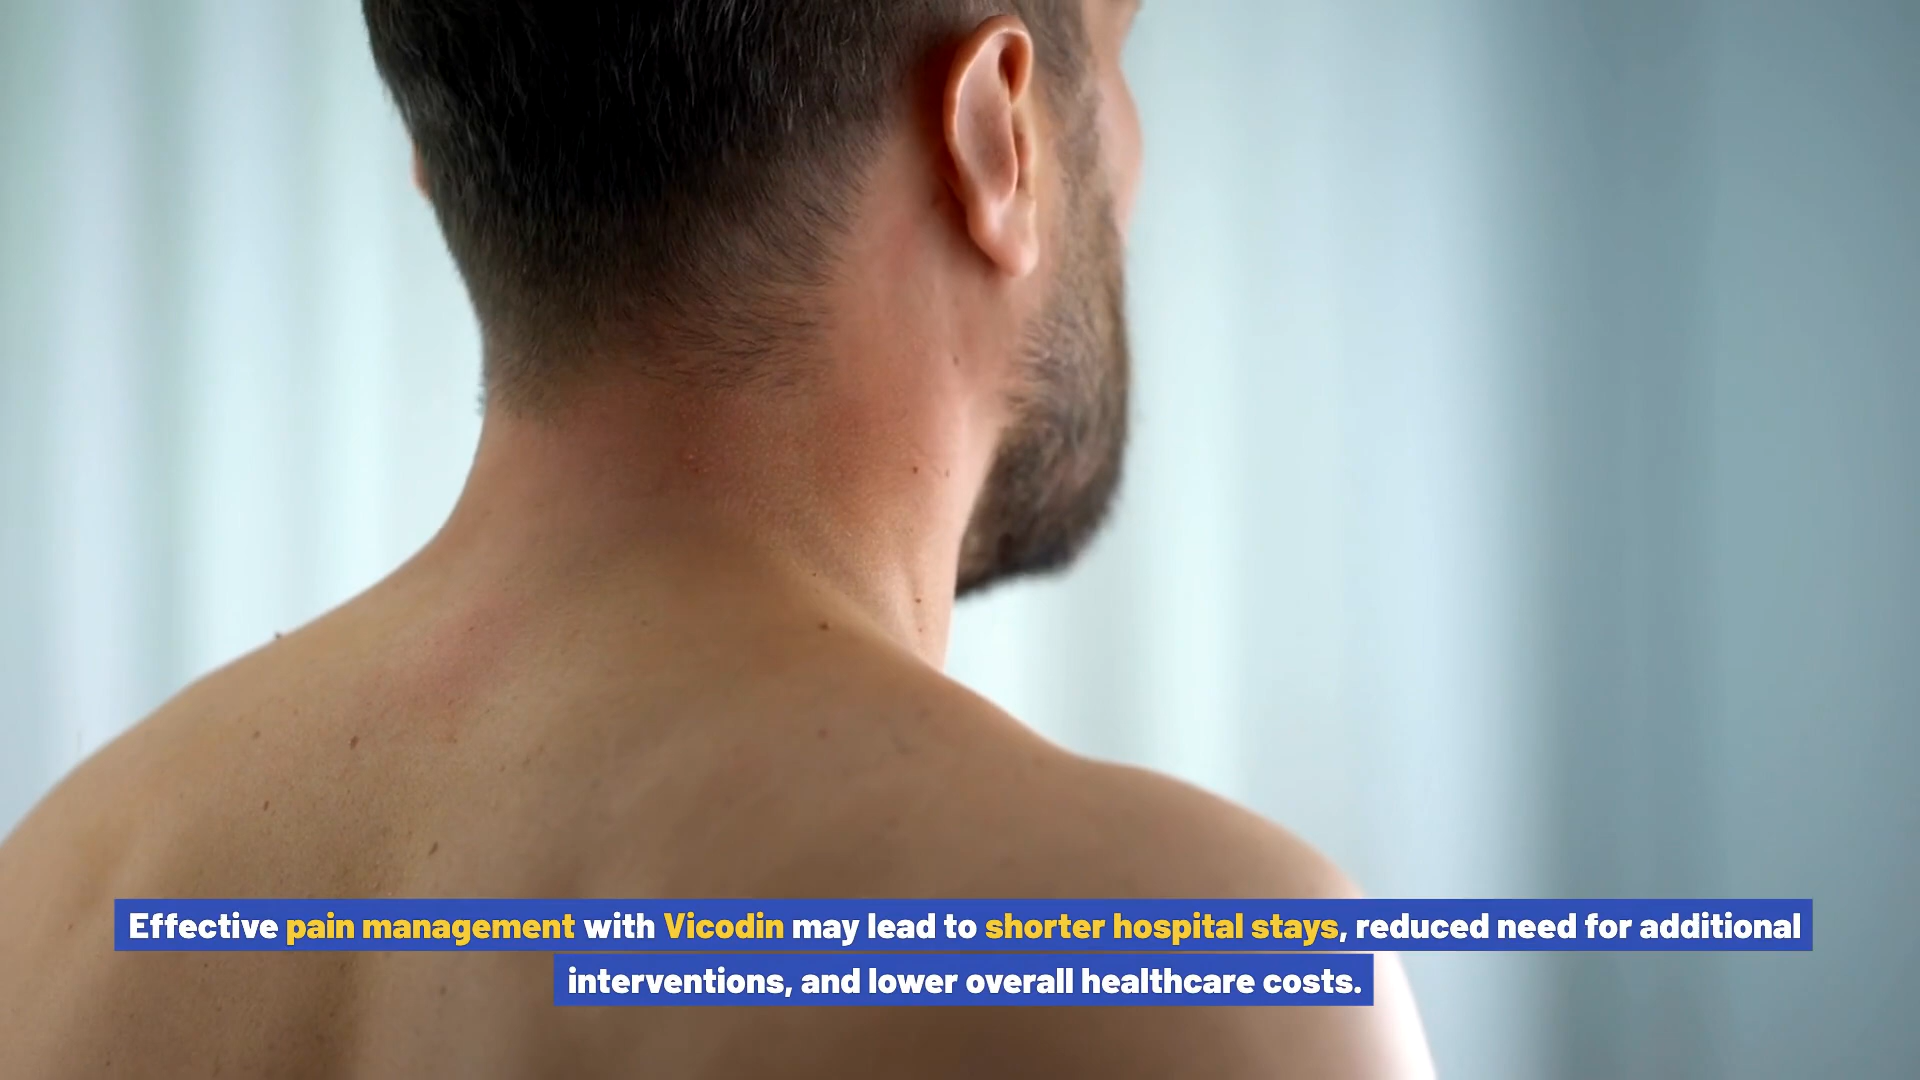 Effective pain management with Vicodin may lead to shorter hospital stays, reduced need for additional
interventions, and lower overall healthcare costs.